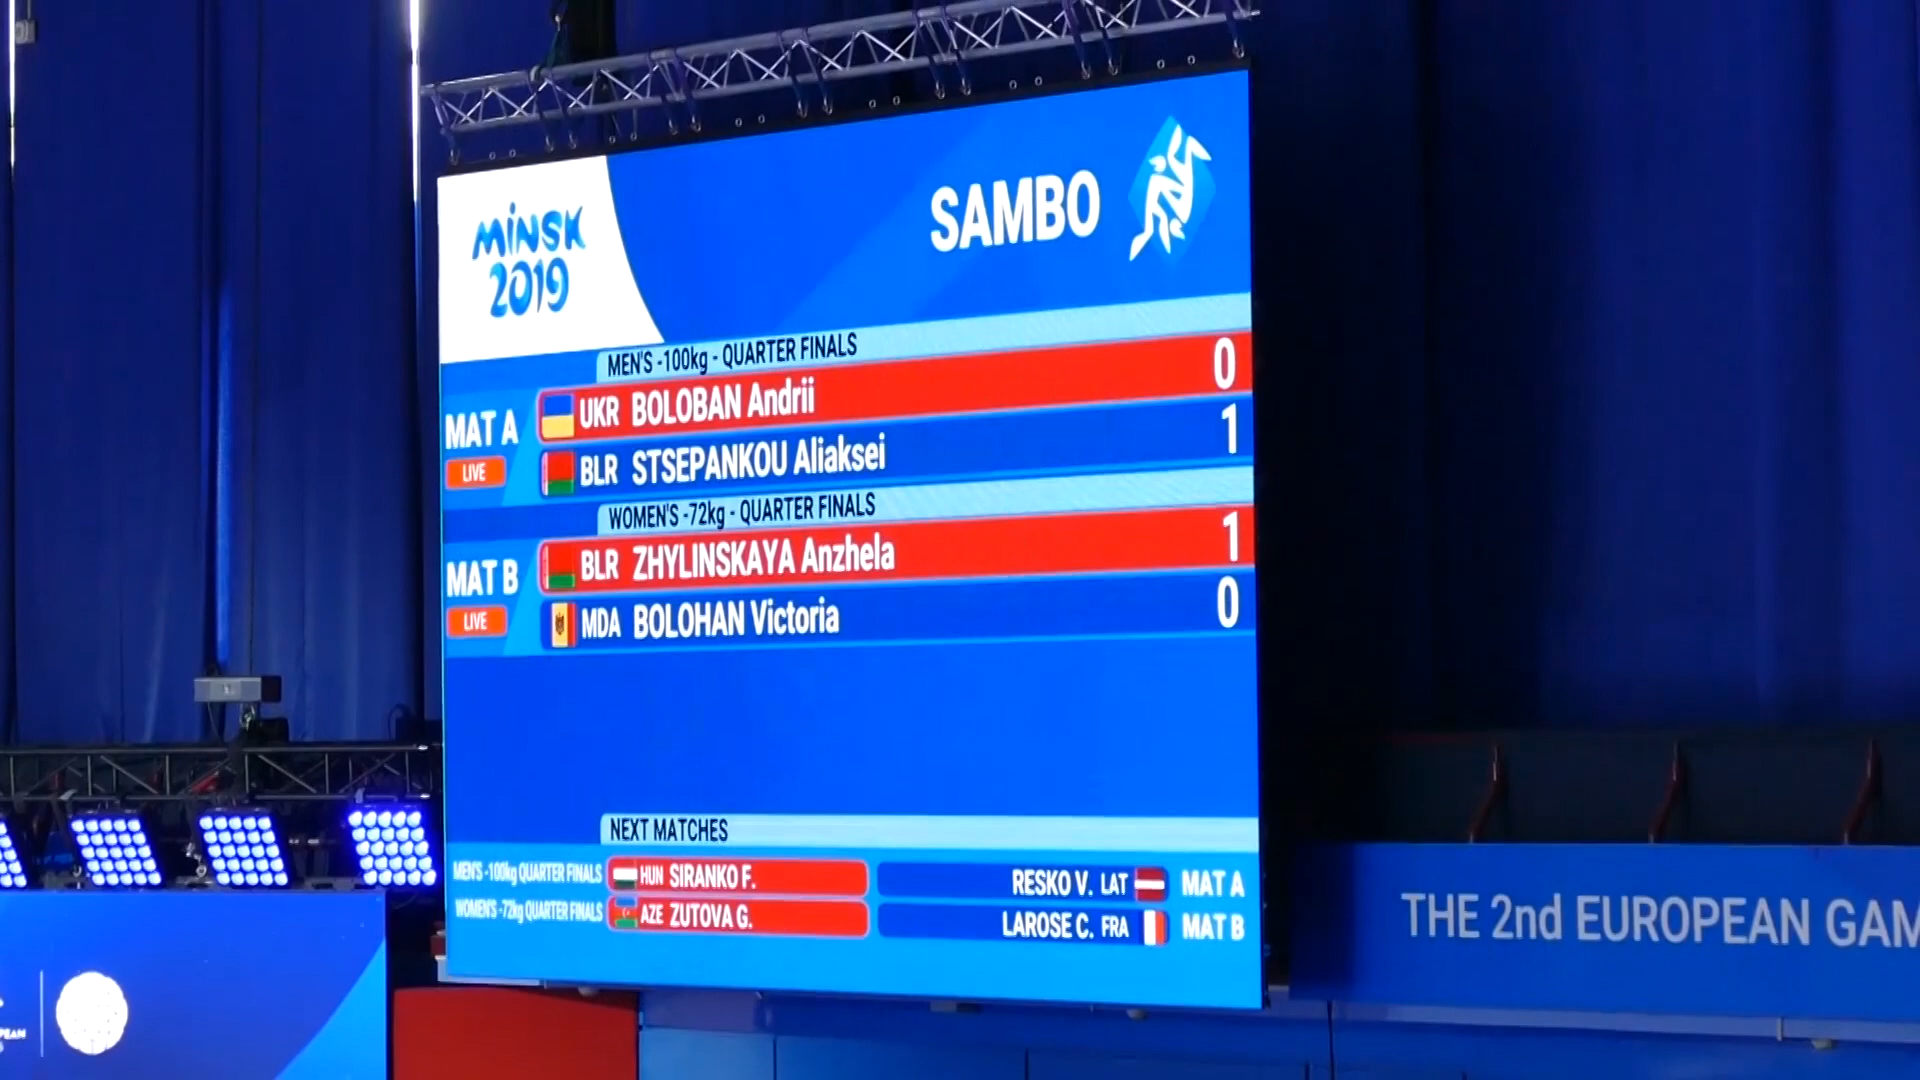 MINSK
2019
SAMBO
MEN'S -100kg - QUARTER FINALS
MAT A
LIVE
UKR BOLOBAN Andrii 0
BLR STSEPANKOU Aliaksei 1
WOMEN'S -72kg - QUARTER FINALS
MAT B
LIVE
BLR ZHYLINSKAYA Anzhela 1
MDA BOLOHAN Victoria 0
NEXT MATCHES
MEN'S -100kg QUARTER FINALS HUN SIRANKO F. RESKO V. LAT MAT A
WOMEN'S -72kg QUARTER FINALS AZE ZUTOVA G. LAROSE C. FRA MAT B
THE 2nd EUROPEAN GAM